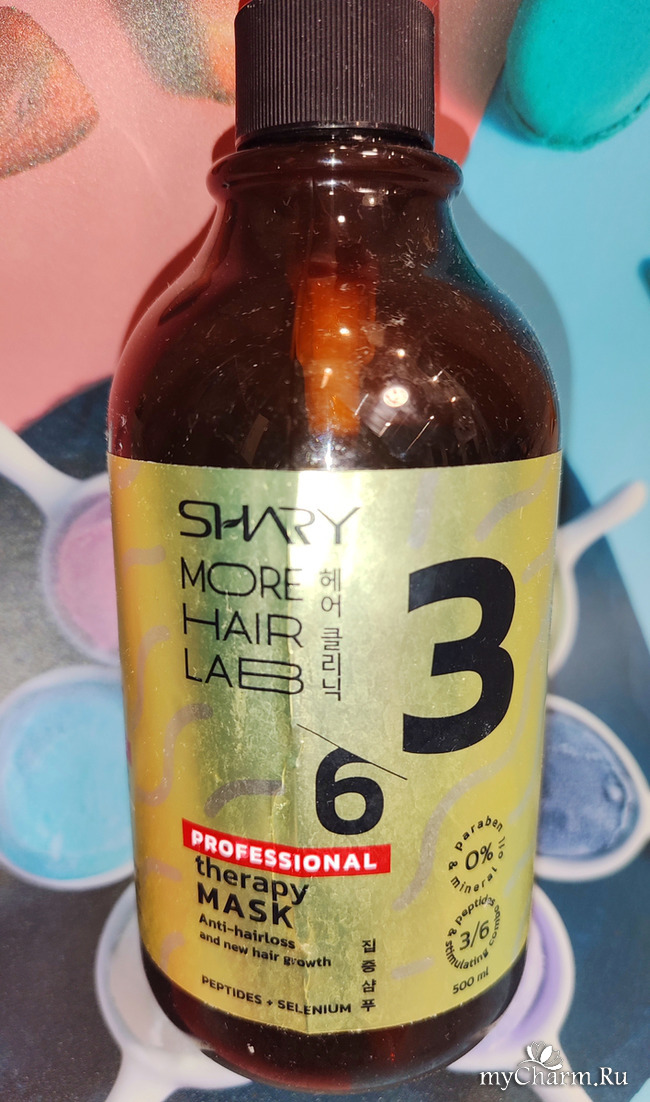 SHARY
MORE
HAIR
LAB
헤어 클리닉
3
6
PROFESSIONAL
therapy
MASK
Anti-hairloss
and new hair growth
PEPTIDES + SELENIUM
집중샴푸
0%
& paraben
mineral oil
3/6
& peptides
stimulating
500 ml
myCharm.Ru